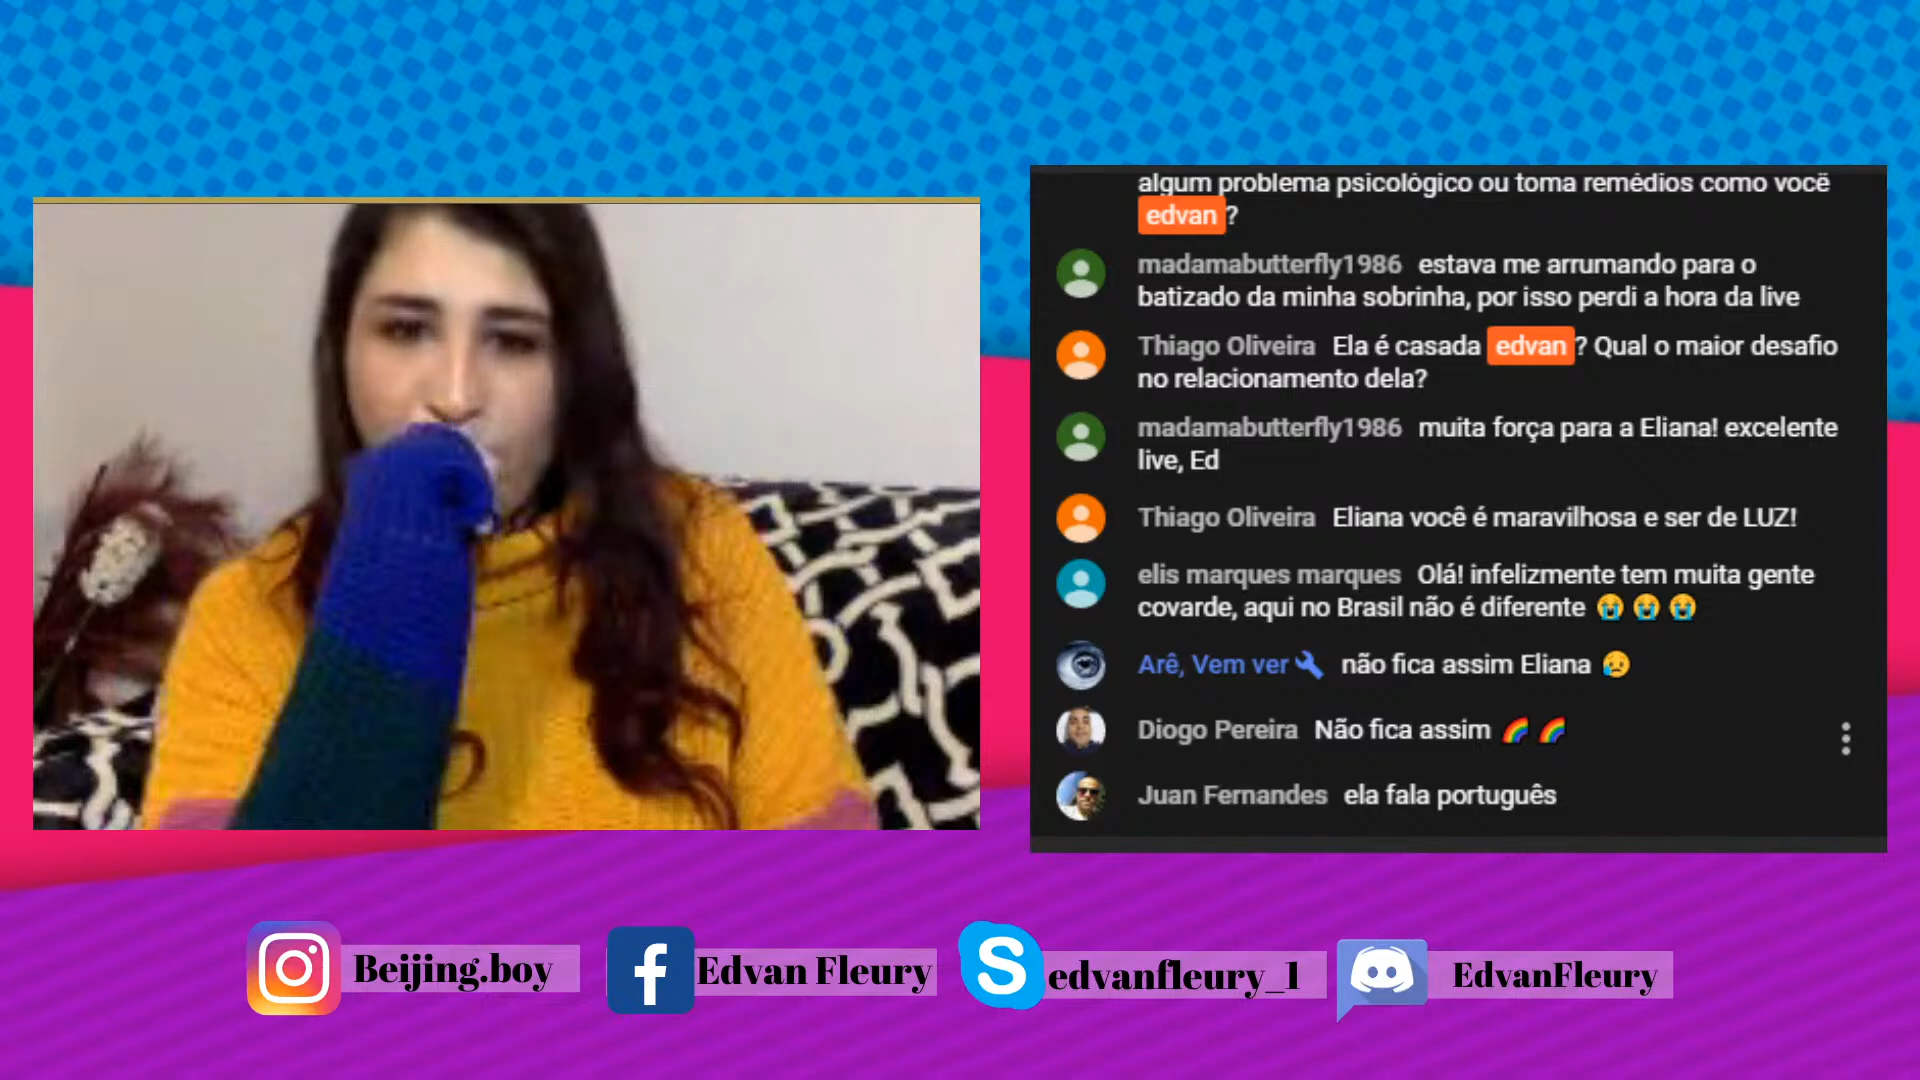 algum problema psicológico ou toma remédios como você
edvan ?
madamabutterfly1986 estava me arrumando para o
batizado da minha sobrinha, por isso perdi a hora da live
Thiago Oliveira Ela é casada edvan ? Qual o maior desafio
no relacionamento dela?
madamabutterfly1986 muita força para a Eliana! excelente
live, Ed
Thiago Oliveira Eliana você é maravilhosa e ser de LUZ!
elis marques marques Olá! infelizmente tem muita gente
covarde, aqui no Brasil não é diferente 😭 😭 😭
Arê, Vem ver 🔧 não fica assim Eliana 😥
Diogo Pereira Não fica assim 🌈 🌈
Juan Fernandes ela fala português
Beijing.boy
Edvan Fleury
edvanfleury_1
EdvanFleury